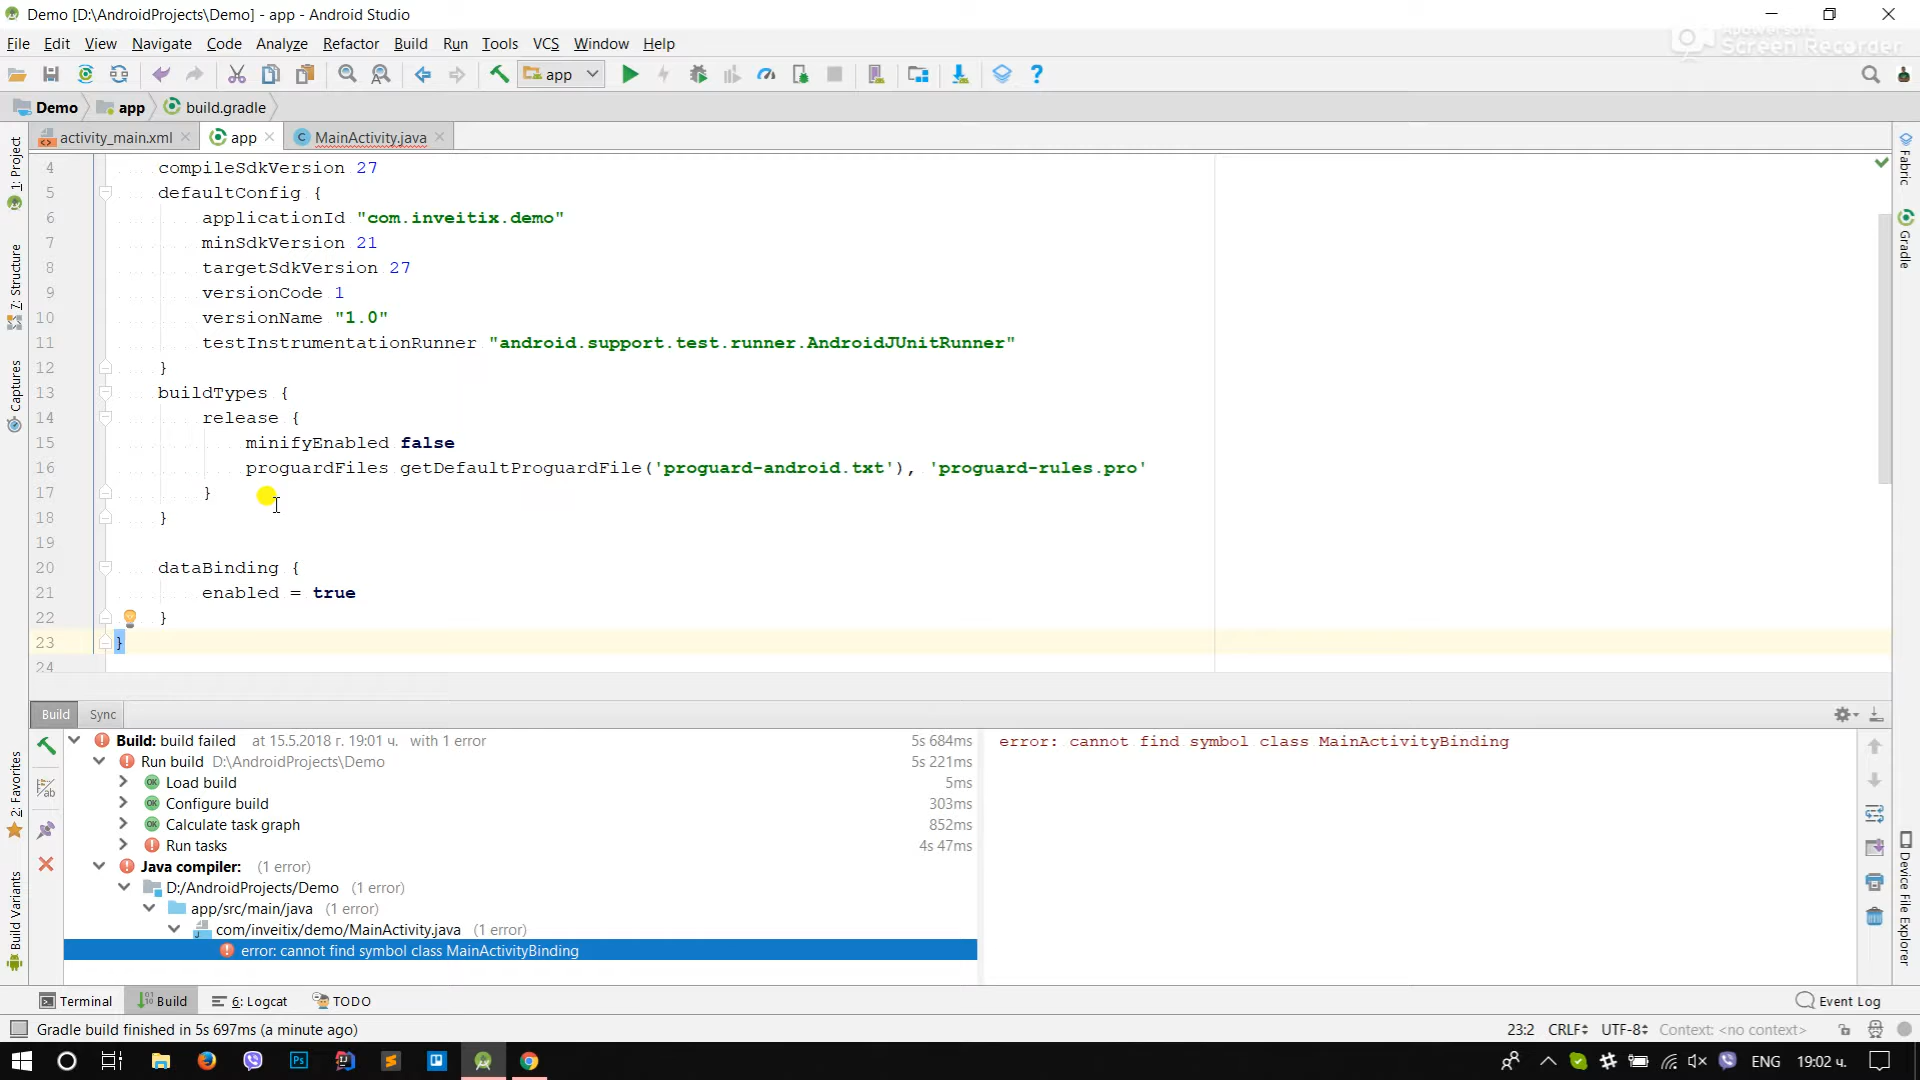 Demo [D:\AndroidProjects\Demo] - app - Android Studio
File Edit View Navigate Code Analyze Refactor Build Run Tools VCS Window Help
Apowersoft
Screen Recorder
app
Demo app build.gradle
activity_main.xml app MainActivity.java
1: Project
7: Structure
Captures
2: Favorites
Build Variants
Fabric
Gradle
Device File Explorer
4 compileSdkVersion 27
5 defaultConfig {
6 applicationId "com.inveitix.demo"
7 minSdkVersion 21
8 targetSdkVersion 27
9 versionCode 1
10 versionName "1.0"
11 testInstrumentationRunner "android.support.test.runner.AndroidJUnitRunner"
12 }
13 buildTypes {
14 release {
15 minifyEnabled false
16 proguardFiles getDefaultProguardFile('proguard-android.txt'), 'proguard-rules.pro'
17 }
18 }
19
20 dataBinding {
21 enabled = true
22 }
23 }
24
Build Sync
Build: build failed at 15.5.2018 г. 19:01 ч. with 1 error 5s 684ms
Run build D:\AndroidProjects\Demo 5s 221ms
Load build 5ms
Configure build 303ms
Calculate task graph 852ms
Run tasks 4s 47ms
Java compiler: (1 error)
D:/AndroidProjects/Demo (1 error)
app/src/main/java (1 error)
com/inveitix/demo/MainActivity.java (1 error)
error: cannot find symbol class MainActivityBinding
error: cannot find symbol class MainActivityBinding
Terminal Build 6: Logcat TODO Event Log
Gradle build finished in 5s 697ms (a minute ago) 23:2 CRLF UTF-8 Context: <no context>
ENG 19:02 ч.